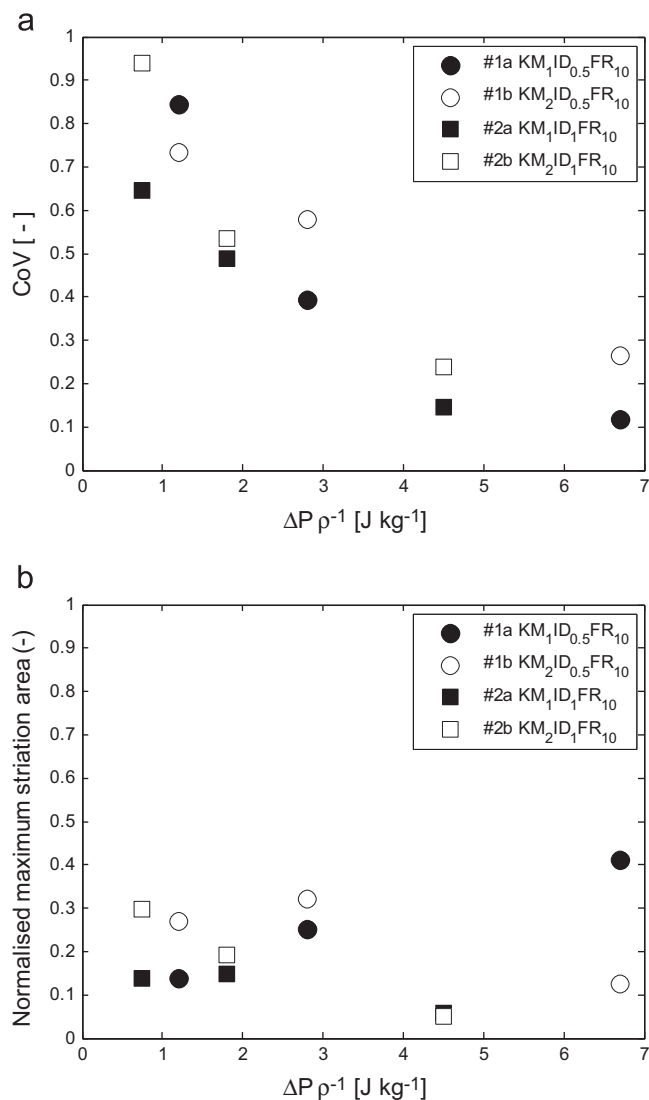 a
1
0.9
0.8
0.7
0.6
0.5
0.4
0.3
0.2
0.1
0
CoV [ - ]
#1a KM₁ID₀.₅FR₁₀
#1b KM₂ID₀.₅FR₁₀
#2a KM₁ID₁FR₁₀
#2b KM₂ID₁FR₁₀
0 1 2 3 4 5 6 7
ΔP ρ⁻¹ [J kg⁻¹]
b
1
0.9
0.8
0.7
0.6
0.5
0.4
0.3
0.2
0.1
0
Normalised maximum striation area (-)
#1a KM₁ID₀.₅FR₁₀
#1b KM₂ID₀.₅FR₁₀
#2a KM₁ID₁FR₁₀
#2b KM₂ID₁FR₁₀
0 1 2 3 4 5 6 7
ΔP ρ⁻¹ [J kg⁻¹]